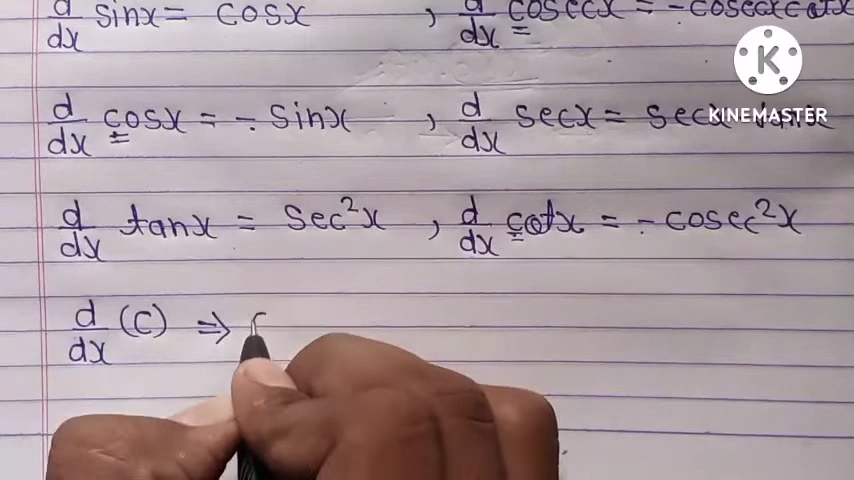 d/dx sinx = cosx , d/dx cosecx = -cosecx cotx
d/dx cosx = - sinx , d/dx secx = secx tanx
K
KINEMASTER
d/dx tanx = sec²x , d/dx cotx = - cosec²x
d/dx (c) ⇒